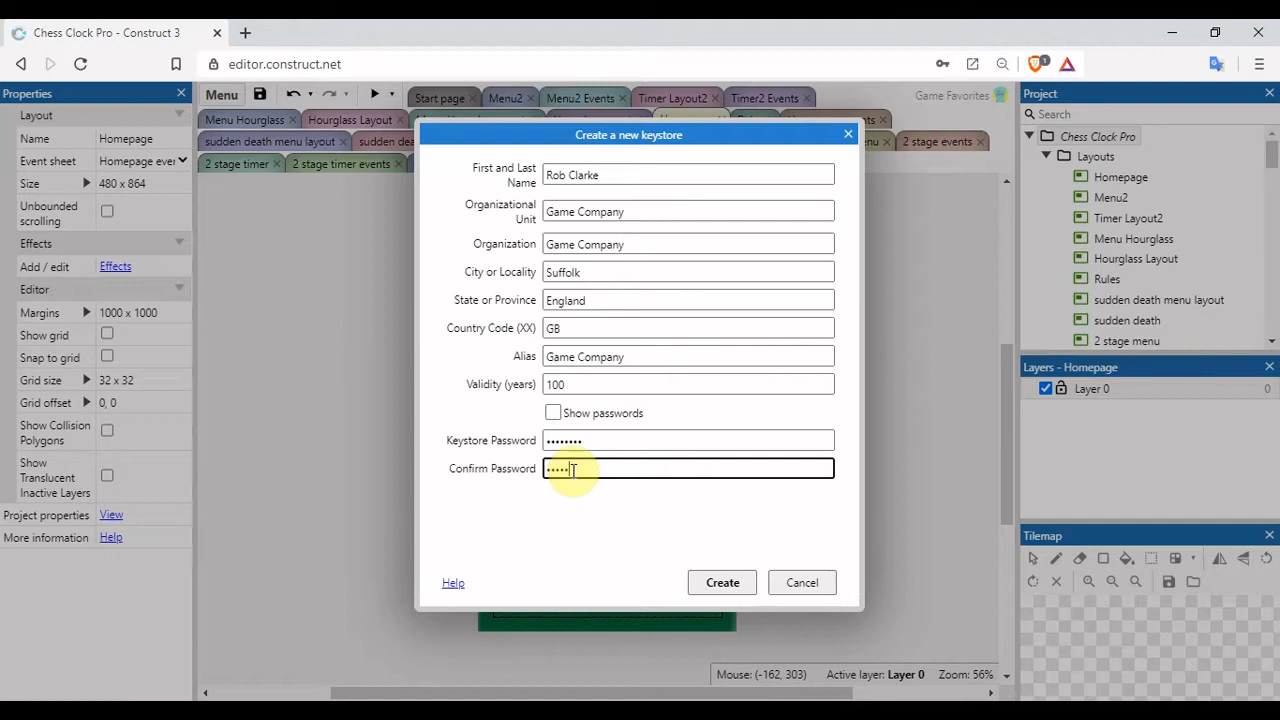 Chess Clock Pro - Construct 3
editor.construct.net
Properties
Menu
Start page
Menu2
Menu2 Events
Timer Layout2
Timer2 Events
Game Favorites
Project
Layout
Menu Hourglass
Hourglass Layout
Search
Name Homepage
sudden death menu layout
sudden dea
2 stage events
Chess Clock Pro
Event sheet Homepage even
2 stage timer
2 stage timer events
Layouts
Size 480 x 864
Homepage
Unbounded
scrolling
Menu2
Timer Layout2
Effects
Menu Hourglass
Add / edit Effects
Hourglass Layout
Editor
Rules
Margins 1000 x 1000
sudden death menu layout
Show grid
sudden death
Snap to grid
2 stage menu
Grid size 32 x 32
Layers - Homepage
Grid offset 0, 0
Layer 0
0
Show Collision
Polygons
Show
Translucent
Inactive Layers
Project properties View
More information Help
Tilemap
Create a new keystore
First and Last
Name
Rob Clarke
Organizational
Unit
Game Company
Organization Game Company
City or Locality Suffolk
State or Province England
Country Code (XX) GB
Alias Game Company
Validity (years) 100
Show passwords
Keystore Password ••••••••
Confirm Password •••••
Help
Create
Cancel
Mouse: (-162, 303)
Active layer: Layer 0
Zoom: 56%